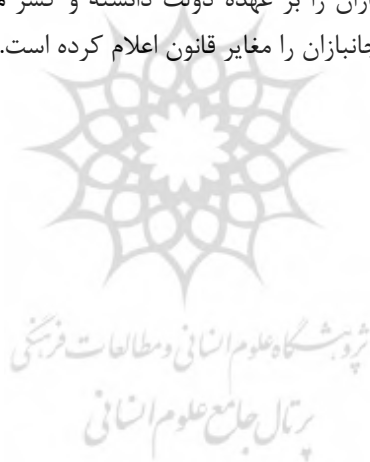 ازان را بر عهده دولت دانسته و کسر م
جانبازان را مغایر قانون اعلام کرده است.
پژوهشگاه علوم انسانی و مطالعات فرهنگی
پرتال جامع علوم انسانی